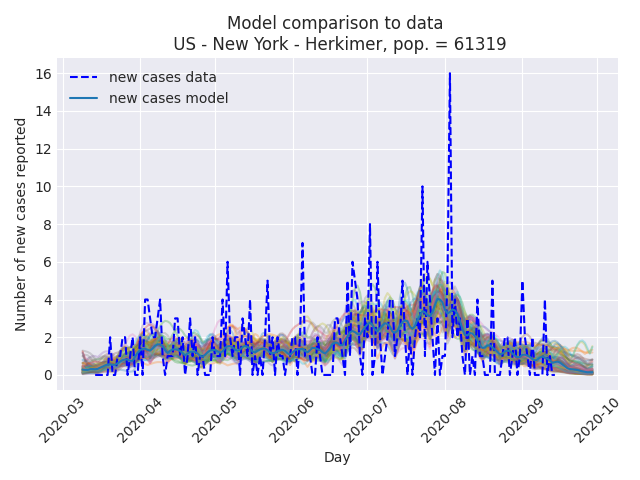 Model comparison to data
US - New York - Herkimer, pop. = 61319
new cases data
new cases model
Number of new cases reported
16
14
12
10
8
6
4
2
0
2020-03
2020-04
2020-05
2020-06
2020-07
2020-08
2020-09
2020-10
Day